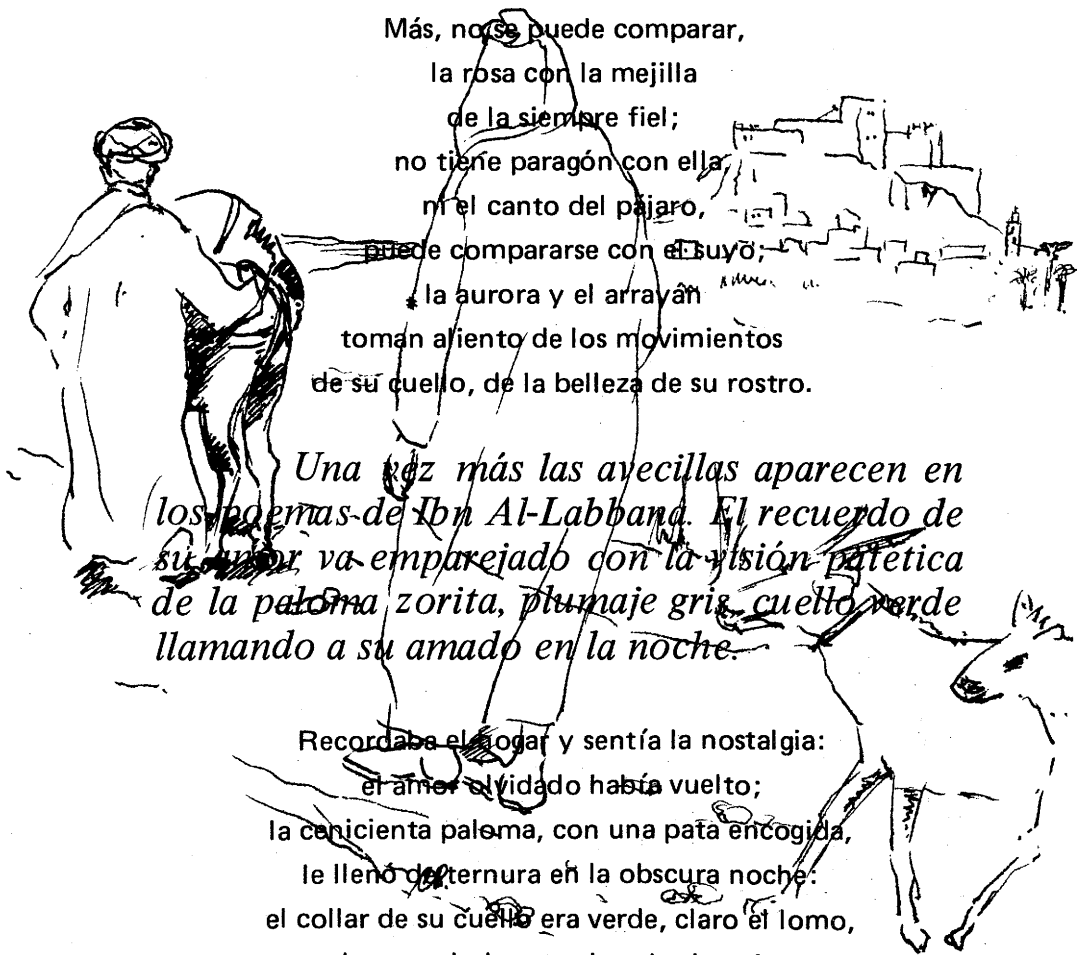 Más, no se puede comparar,
la rosa con la mejilla
de la siempre fiel;
no tiene paragón con ella,
ni el canto del pájaro,
puede compararse con el suyo;
la aurora y el arrayán
toman aliento de los movimientos
de su cuello, de la belleza de su rostro.
Una vez más las avecillas aparecen en
los poemas de Ibn Al-Labbana. El recuerdo de
su amor va emparejado con la visión patética
de la paloma zorita, plumaje gris, cuello verde
llamando a su amado en la noche.
Recordaba el hogar y sentía la nostalgia:
el amor olvidado había vuelto;
la cenicienta paloma, con una pata encogida,
le llenó de ternura en la obscura noche:
el collar de su cuello era verde, claro el lomo,